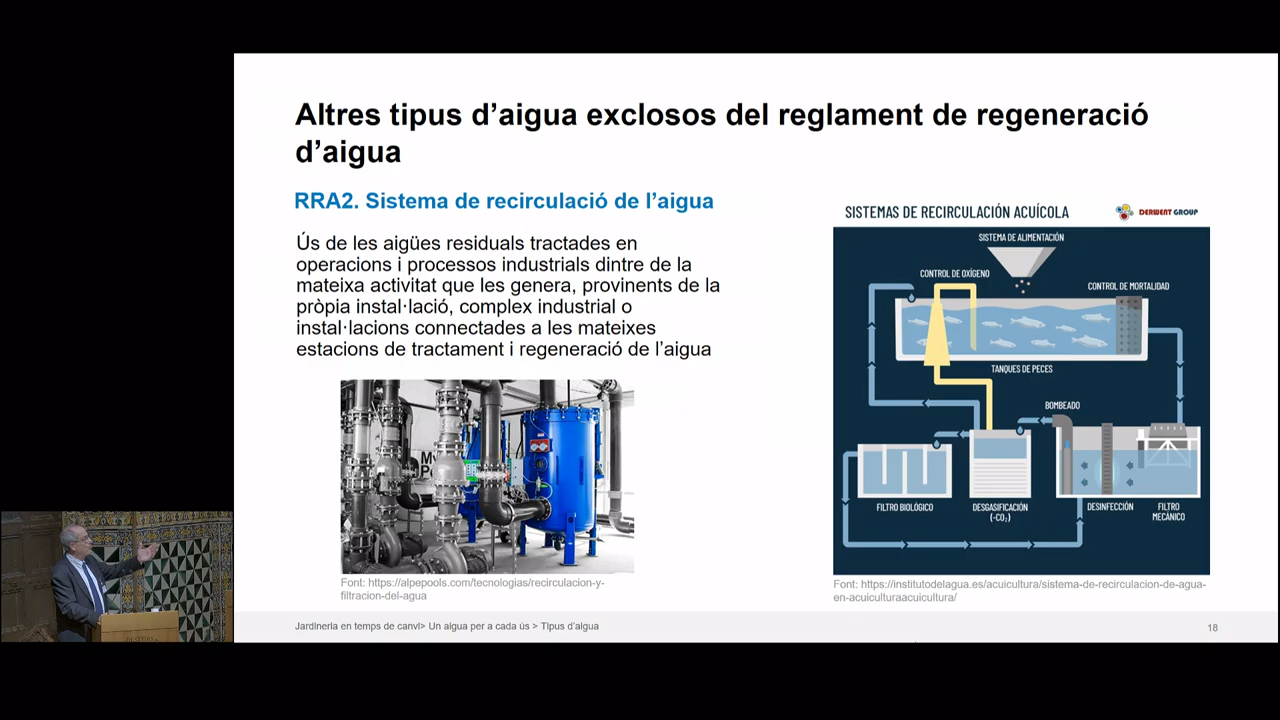 Altres tipus d'aigua exclosos del reglament de regeneració
d'aigua
RRA2. Sistema de recirculació de l'aigua
Ús de les aigües residuals tractades en
operacions i processos industrials dintre de la
mateixa activitat que les genera, provinents de la
pròpia instal·lació, complex industrial o
instal·lacions connectades a les mateixes
estacions de tractament i regeneració de l'aigua
Font: https://alpepools.com/tecnologias/recirculacion-y-
filtracion-del-agua
SISTEMAS DE RECIRCULACIÓN ACUÍCOLA
DERWENT GROUP
SISTEMA DE ALIMENTACIÓN
CONTROL DE OXÍGENO
CONTROL DE MORTALIDAD
TANQUES DE PECES
BOMBEADO
FILTRO BIOLÓGICO
DESGASIFICACIÓN
(-CO₂)
DESINFECCIÓN
FILTRO
MECÁNICO
Font: https://institutodelagua.es/acuicultura/sistema-de-recirculacion-de-agua-
en-acuiculturaacuicultura/
Jardineria en temps de canvi> Un aigua per a cada ús > Tipus d'aigua
18